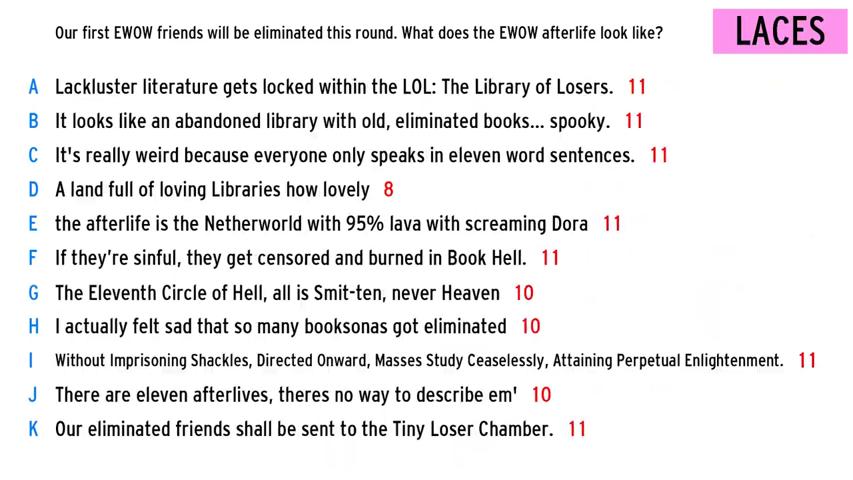 Our first EWOW friends will be eliminated this round. What does the EWOW afterlife look like?
LACES
A Lackluster literature gets locked within the LOL: The Library of Losers. 11
B It looks like an abandoned library with old, eliminated books... spooky. 11
C It's really weird because everyone only speaks in eleven word sentences. 11
D A land full of loving Libraries how lovely 8
E the afterlife is the Netherworld with 95% lava with screaming Dora 11
F If they’re sinful, they get censored and burned in Book Hell. 11
G The Eleventh Circle of Hell, all is Smit-ten, never Heaven 10
H I actually felt sad that so many booksonas got eliminated 10
I Without Imprisoning Shackles, Directed Onward, Masses Study Ceaselessly, Attaining Perpetual Enlightenment. 11
J There are eleven afterlives, theres no way to describe em' 10
K Our eliminated friends shall be sent to the Tiny Loser Chamber. 11